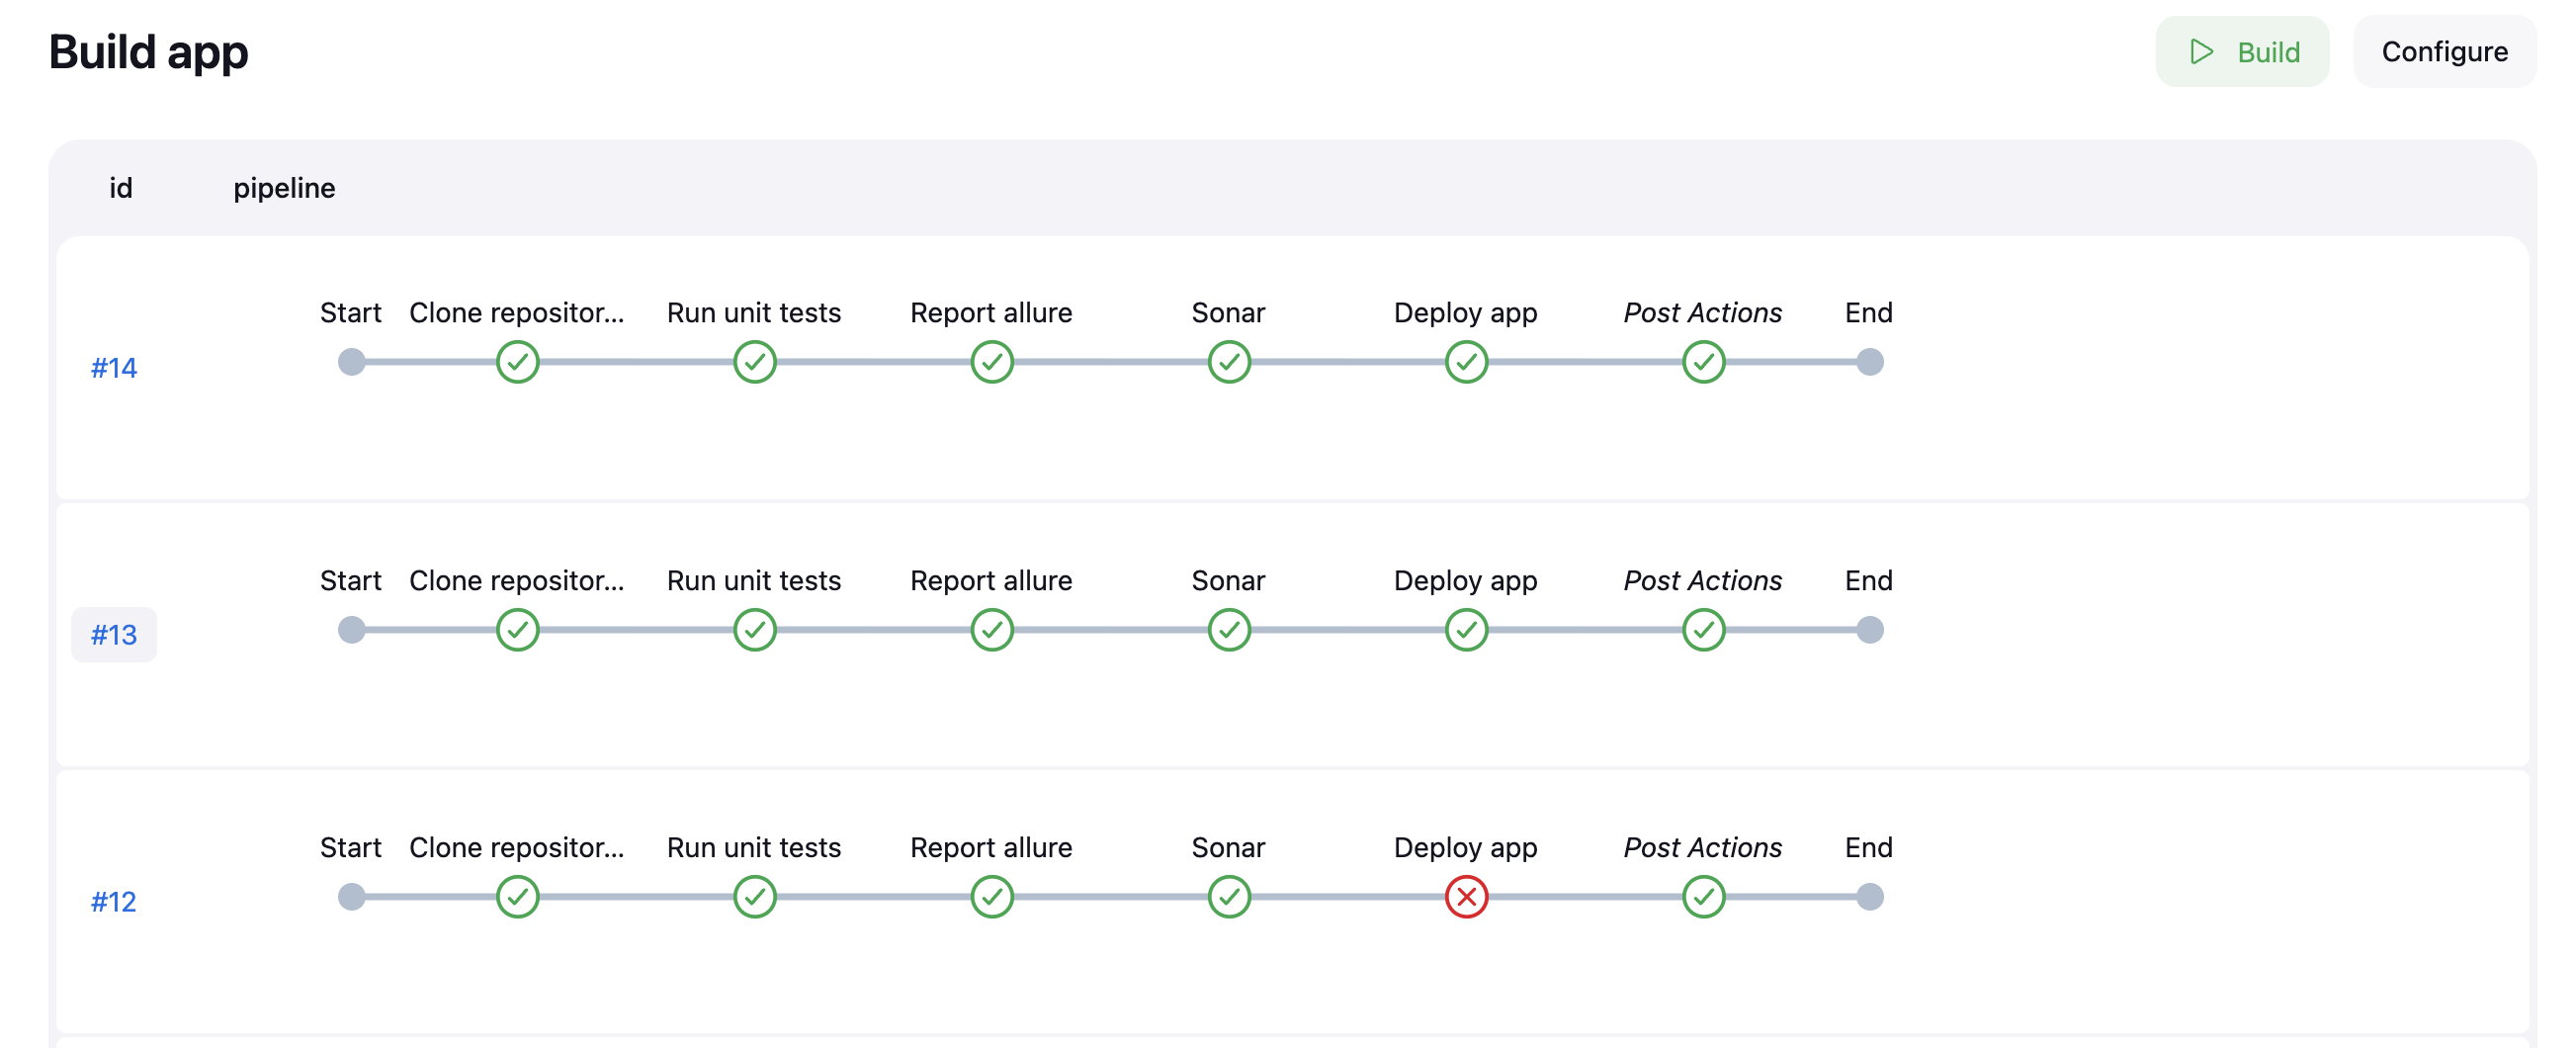 Build app
Build
Configure
id pipeline
Start Clone repositor... Run unit tests Report allure Sonar Deploy app Post Actions End
#14
Start Clone repositor... Run unit tests Report allure Sonar Deploy app Post Actions End
#13
Start Clone repositor... Run unit tests Report allure Sonar Deploy app Post Actions End
#12